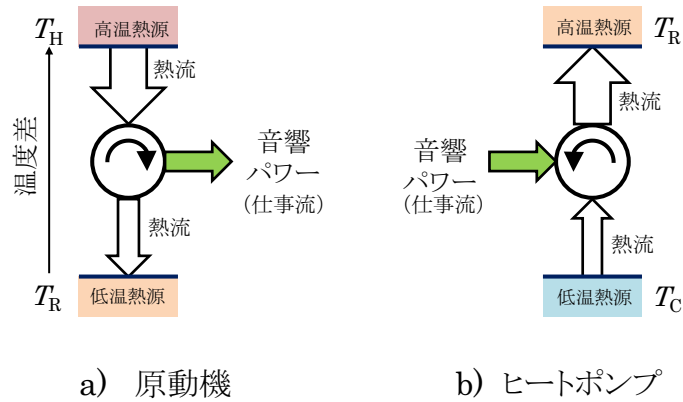 T_H
高温熱源
熱流
温度差
音響
パワー
(仕事流)
熱流
T_R
低温熱源
a) 原動機
高温熱源
T_R
熱流
音響
パワー
(仕事流)
熱流
低温熱源
T_C
b) ヒートポンプ